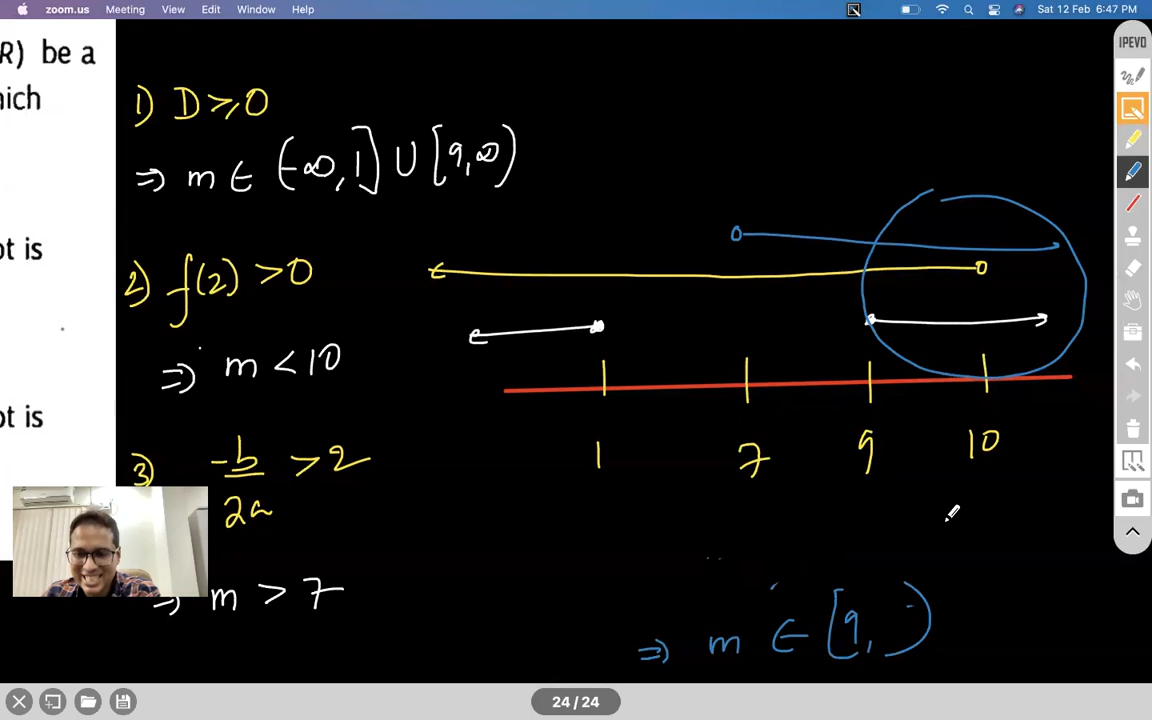 zoom.us Meeting View Edit Window Help Sat 12 Feb 6:47 PM
IPEVO
R) be a
hich
ot is
ot is
1) D ≥ 0
⇒ m ∈ (-∞, 1] ∪ [9, ∞)
2) f(2) > 0
⇒ m < 10
3) -b/2a > 2
⇒ m > 7
1 7 9 10
⇒ m ∈ [9, )
24 / 24